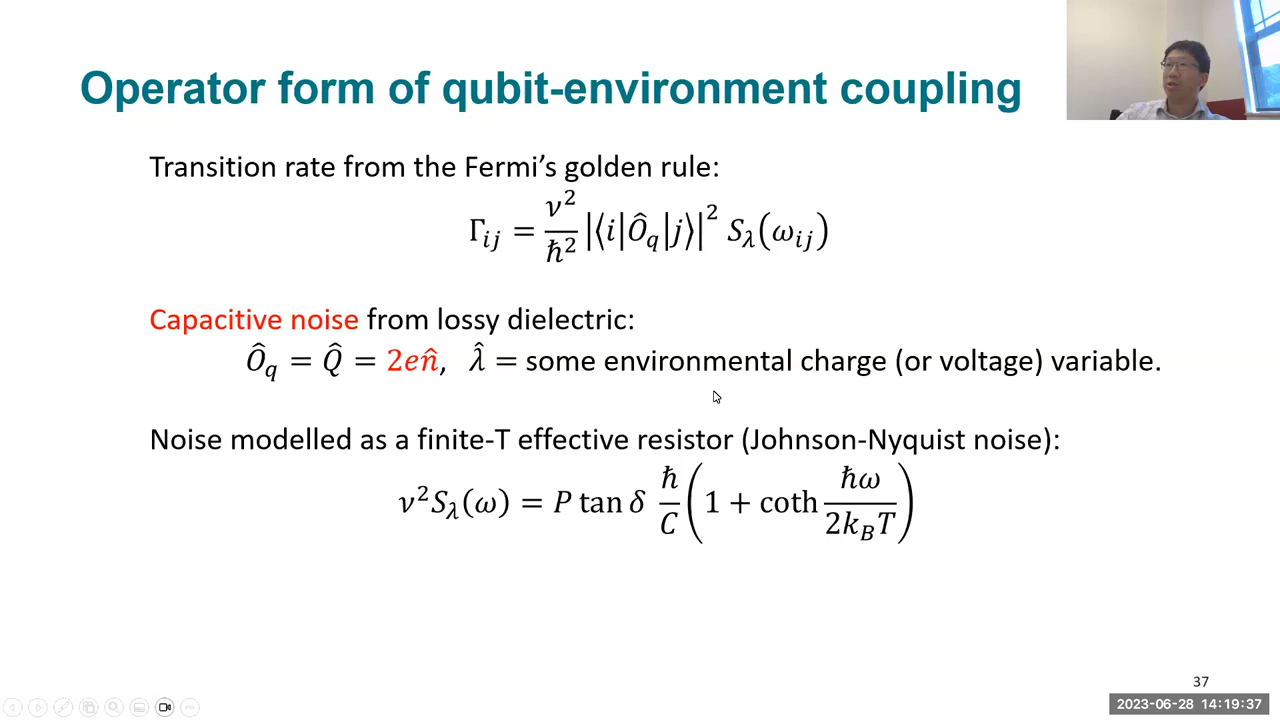 Operator form of qubit-environment coupling
Transition rate from the Fermi’s golden rule:
Γᵢⱼ = ν²/ħ² |⟨i|Ô_q|j⟩|² S_λ(ωᵢⱼ)
Capacitive noise from lossy dielectric:
Ô_q = Q̂ = 2en̂, λ̂ = some environmental charge (or voltage) variable.
Noise modelled as a finite-T effective resistor (Johnson-Nyquist noise):
ν²S_λ(ω) = P tan δ ħ/C (1 + coth ħω/2k_BT)
37
2023-06-28 14:19:37